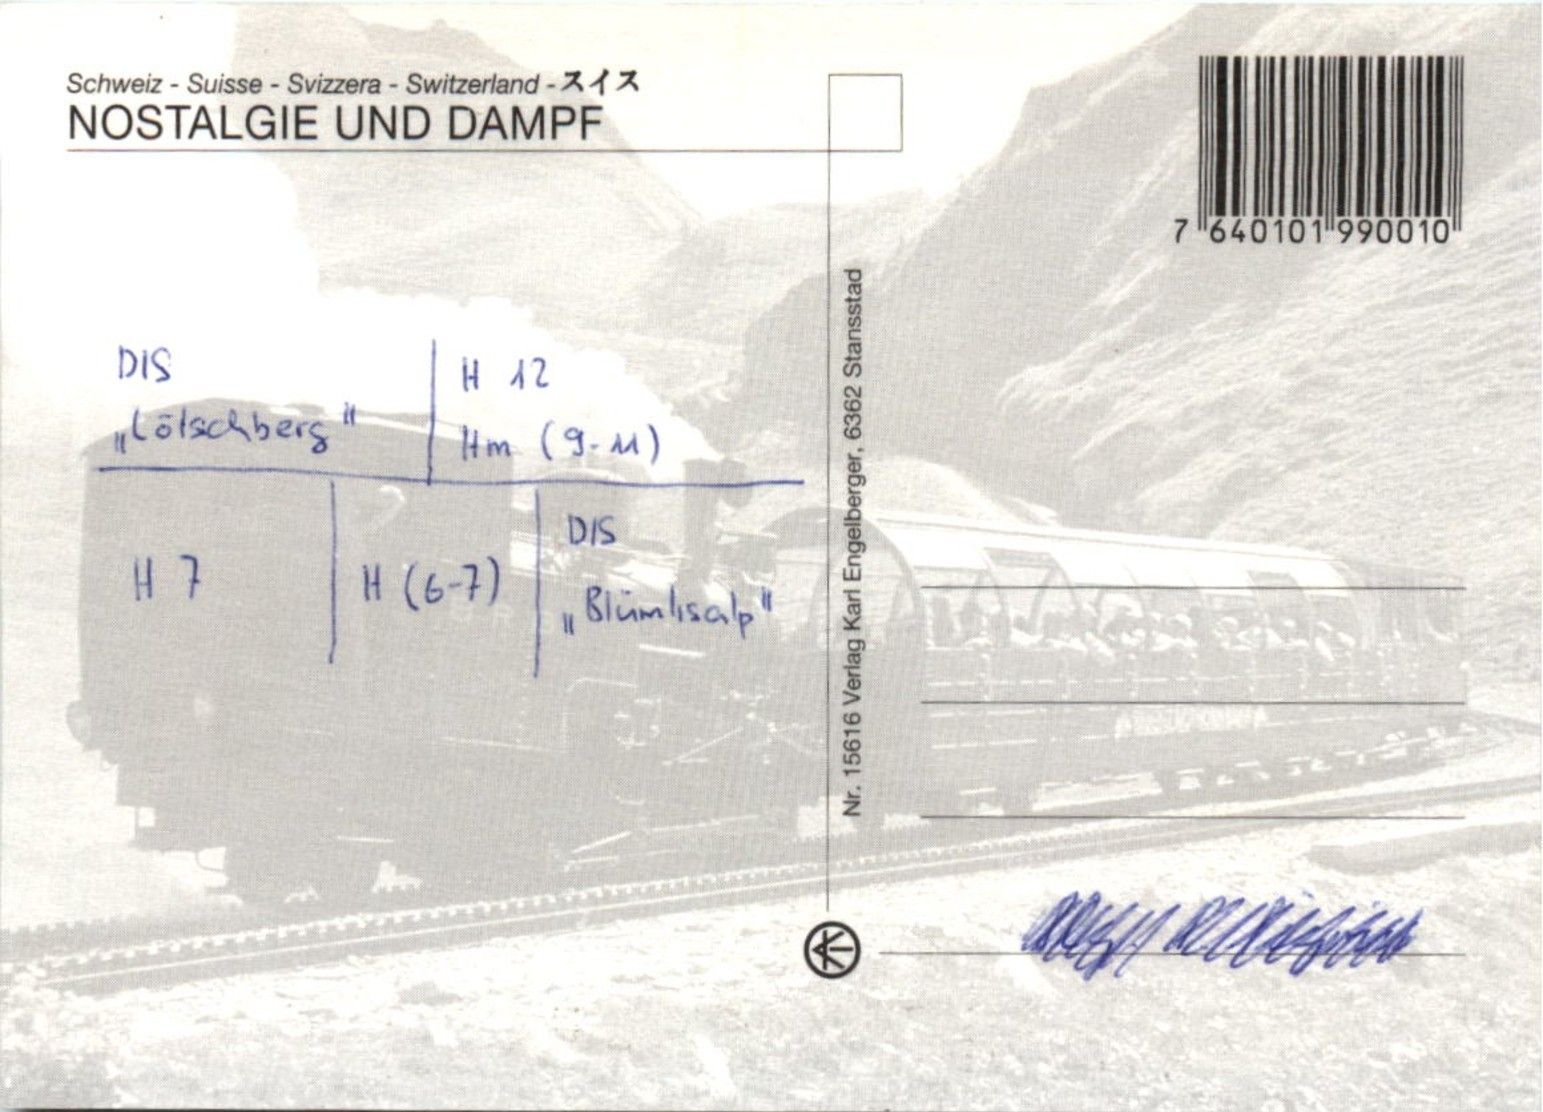 Schweiz - Suisse - Svizzera - Switzerland - スイス
NOSTALGIE UND DAMPF
7 640101 990010
DIS
„Lötschberg"
H 12
Hm (9-11)
H 7
H (6-7)
DIS
„Blümlisalp"
Nr. 15616 Verlag Karl Engelberger, 6362 Stansstad